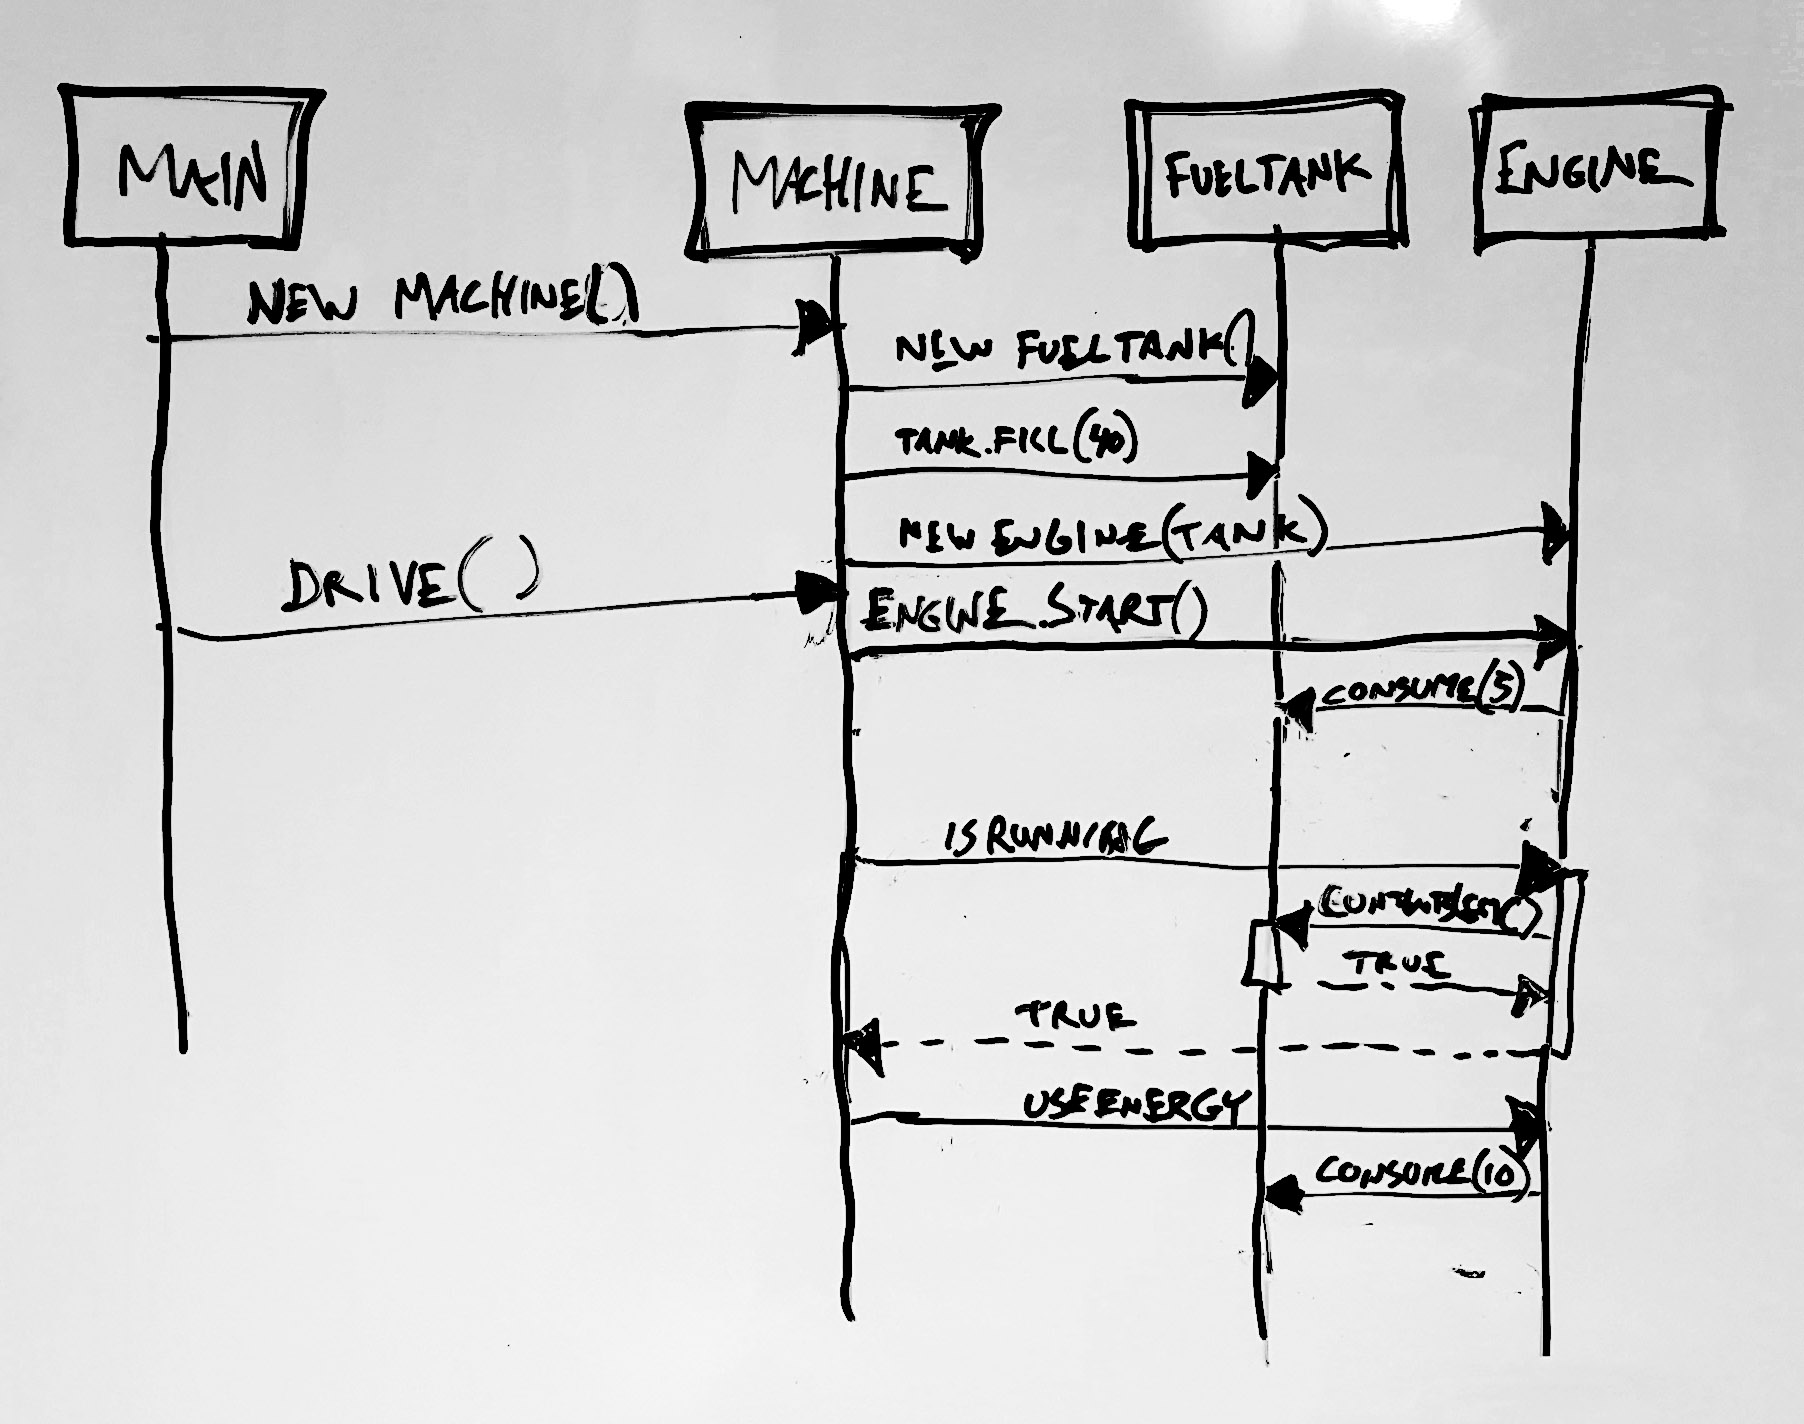 MAIN
MACHINE
FUELTANK
ENGINE
NEW MACHINE()
NEW FUELTANK()
TANK.FILL(40)
NEW ENGINE(TANK)
DRIVE()
ENGINE.START()
CONSUME(5)
ISRUNNING
TRUE
TRUE
USEENERGY
CONSUME(10)